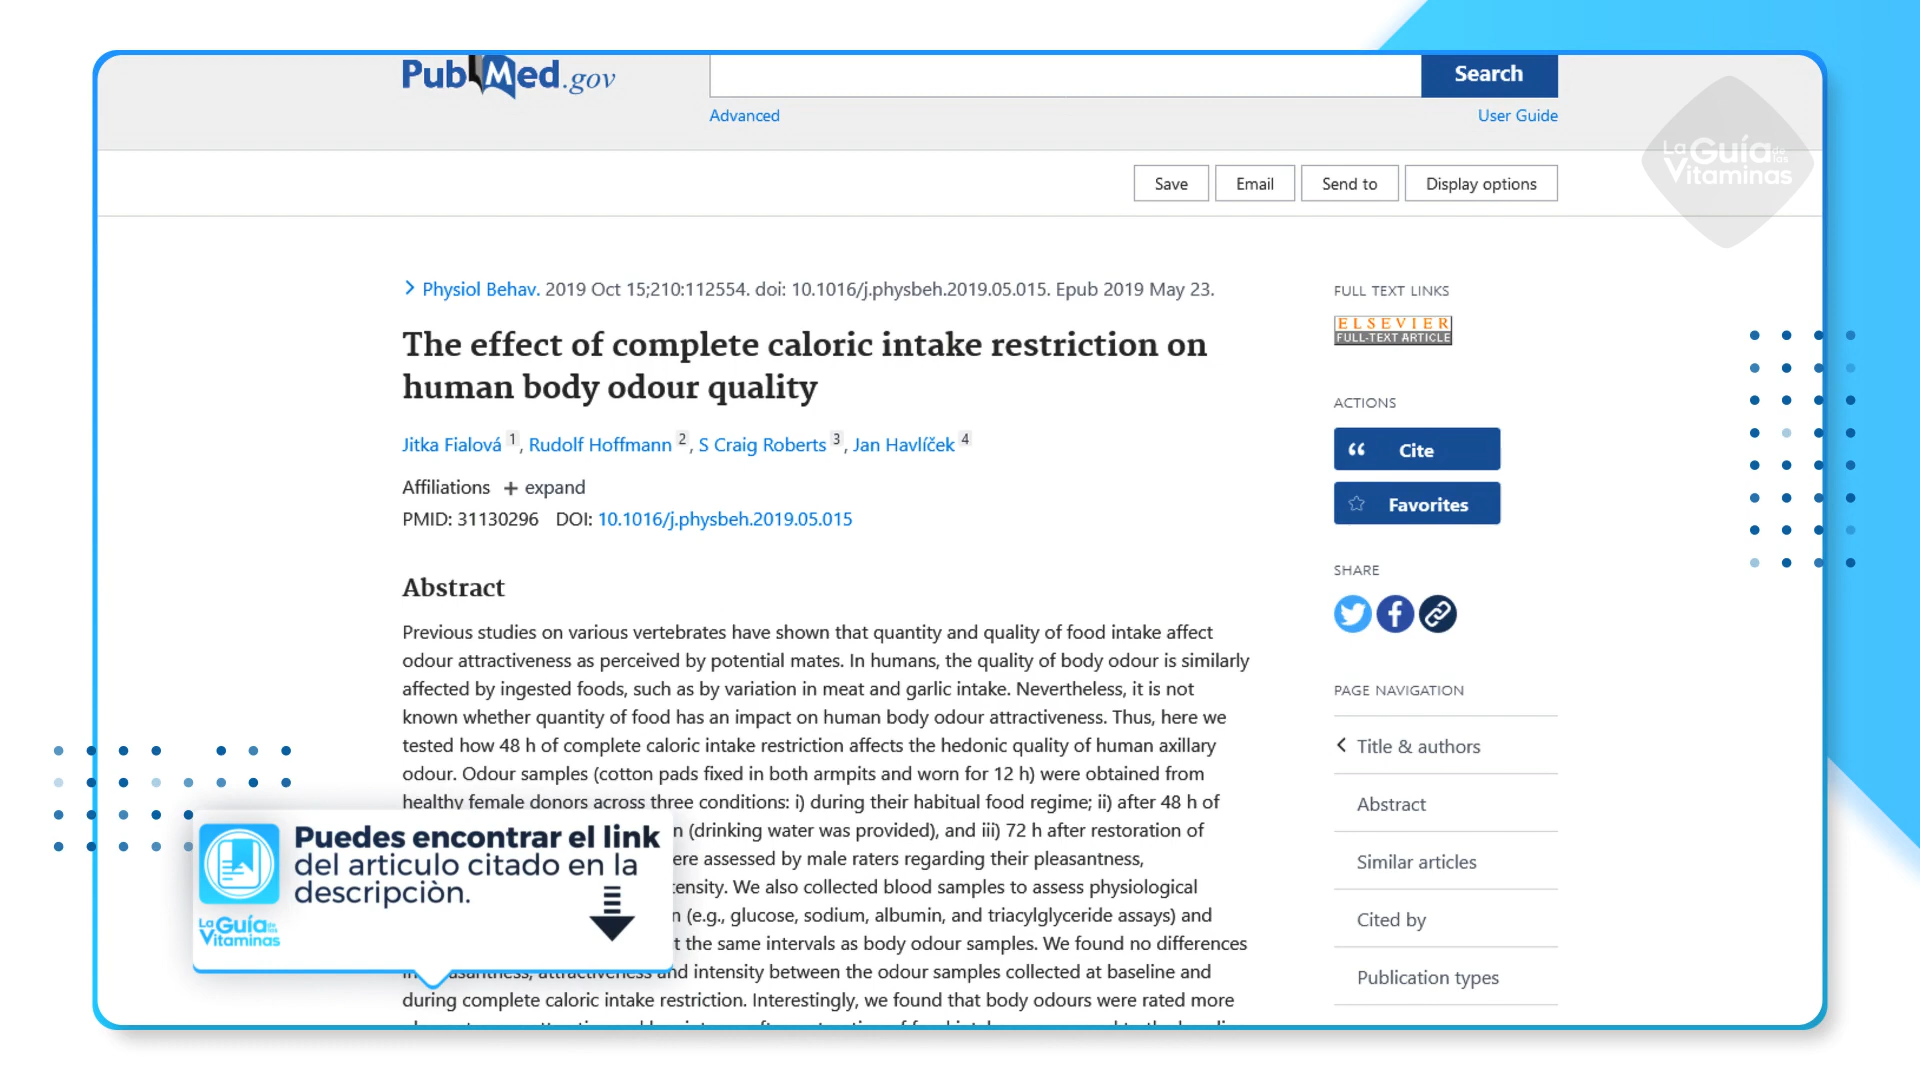 PubMed.gov
Search
Advanced
User Guide
La Guía de las Vitaminas
Save
Email
Send to
Display options
Physiol Behav. 2019 Oct 15;210:112554. doi: 10.1016/j.physbeh.2019.05.015. Epub 2019 May 23.
The effect of complete caloric intake restriction on
human body odour quality
Jitka Fialová 1, Rudolf Hoffmann 2, S Craig Roberts 3, Jan Havlíček 4
Affiliations + expand
PMID: 31130296 DOI: 10.1016/j.physbeh.2019.05.015
Abstract
Previous studies on various vertebrates have shown that quantity and quality of food intake affect
odour attractiveness as perceived by potential mates. In humans, the quality of body odour is similarly
affected by ingested foods, such as by variation in meat and garlic intake. Nevertheless, it is not
known whether quantity of food has an impact on human body odour attractiveness. Thus, here we
tested how 48 h of complete caloric intake restriction affects the hedonic quality of human axillary
odour. Odour samples (cotton pads fixed in both armpits and worn for 12 h) were obtained from
healthy female donors across three conditions: i) during their habitual food regime; ii) after 48 h of
(drinking water was provided), and iii) 72 h after restoration of
were assessed by male raters regarding their pleasantness,
intensity. We also collected blood samples to assess physiological
(e.g., glucose, sodium, albumin, and triacylglyceride assays) and
the same intervals as body odour samples. We found no differences
and intensity between the odour samples collected at baseline and
during complete caloric intake restriction. Interestingly, we found that body odours were rated more
FULL TEXT LINKS
ELSEVIER
FULL-TEXT ARTICLE
ACTIONS
Cite
Favorites
SHARE
PAGE NAVIGATION
Title & authors
Abstract
Similar articles
Cited by
Publication types
Puedes encontrar el link
del articulo citado en la
descripciòn.
La Guía de las Vitaminas